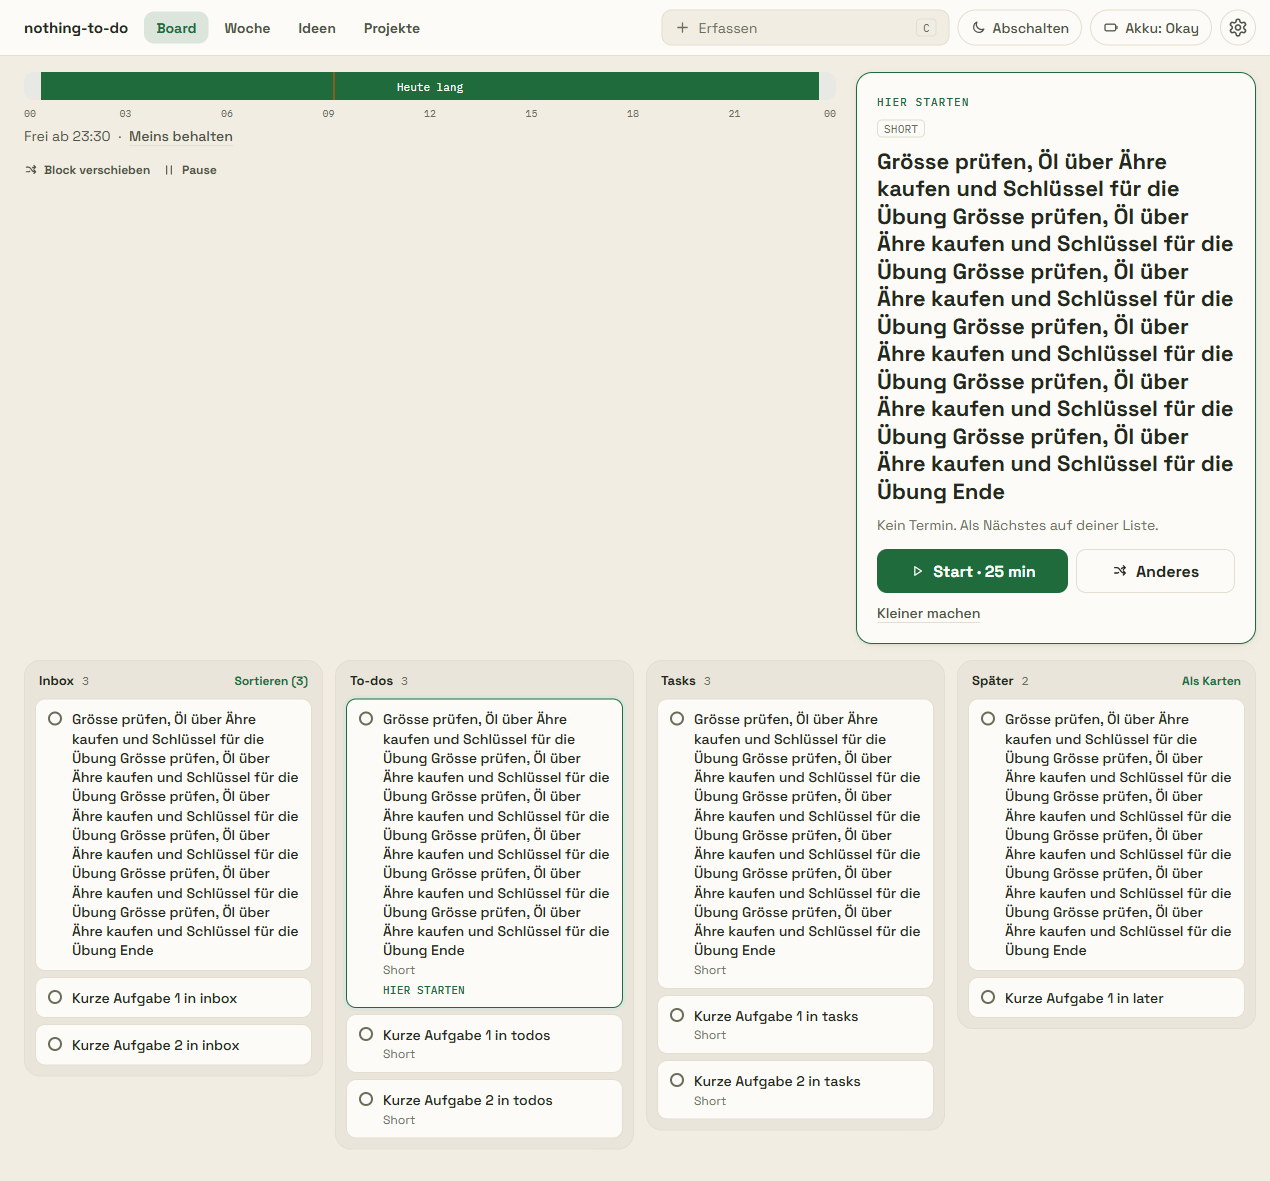 nothing-to-do Board Woche Ideen Projekte Erfassen C Abschalten Akku: Okay
Heute lang
00 03 06 09 12 15 18 21 00
Frei ab 23:30 · Meins behalten
Block verschieben Pause
HIER STARTEN
SHORT
Grösse prüfen, Öl über Ähre
kaufen und Schlüssel für die
Übung Grösse prüfen, Öl über
Ähre kaufen und Schlüssel für die
Übung Grösse prüfen, Öl über
Ähre kaufen und Schlüssel für die
Übung Grösse prüfen, Öl über
Ähre kaufen und Schlüssel für die
Übung Grösse prüfen, Öl über
Ähre kaufen und Schlüssel für die
Übung Grösse prüfen, Öl über
Ähre kaufen und Schlüssel für die
Übung Ende
Kein Termin. Als Nächstes auf deiner Liste.
Start · 25 min Anderes
Kleiner machen
Inbox 3 Sortieren (3)
Grösse prüfen, Öl über Ähre
kaufen und Schlüssel für die
Übung Grösse prüfen, Öl über
Ähre kaufen und Schlüssel für die
Übung Grösse prüfen, Öl über
Ähre kaufen und Schlüssel für die
Übung Grösse prüfen, Öl über
Ähre kaufen und Schlüssel für die
Übung Grösse prüfen, Öl über
Ähre kaufen und Schlüssel für die
Übung Grösse prüfen, Öl über
Ähre kaufen und Schlüssel für die
Übung Ende
Kurze Aufgabe 1 in inbox
Kurze Aufgabe 2 in inbox
To-dos 3
Grösse prüfen, Öl über Ähre
kaufen und Schlüssel für die
Übung Grösse prüfen, Öl über
Ähre kaufen und Schlüssel für die
Übung Grösse prüfen, Öl über
Ähre kaufen und Schlüssel für die
Übung Grösse prüfen, Öl über
Ähre kaufen und Schlüssel für die
Übung Grösse prüfen, Öl über
Ähre kaufen und Schlüssel für die
Übung Grösse prüfen, Öl über
Ähre kaufen und Schlüssel für die
Übung Ende
Short
HIER STARTEN
Kurze Aufgabe 1 in todos
Short
Kurze Aufgabe 2 in todos
Short
Tasks 3
Grösse prüfen, Öl über Ähre
kaufen und Schlüssel für die
Übung Grösse prüfen, Öl über
Ähre kaufen und Schlüssel für die
Übung Grösse prüfen, Öl über
Ähre kaufen und Schlüssel für die
Übung Grösse prüfen, Öl über
Ähre kaufen und Schlüssel für die
Übung Grösse prüfen, Öl über
Ähre kaufen und Schlüssel für die
Übung Grösse prüfen, Öl über
Ähre kaufen und Schlüssel für die
Übung Ende
Short
Kurze Aufgabe 1 in tasks
Short
Kurze Aufgabe 2 in tasks
Short
Später 2 Als Karten
Grösse prüfen, Öl über Ähre
kaufen und Schlüssel für die
Übung Grösse prüfen, Öl über
Ähre kaufen und Schlüssel für die
Übung Grösse prüfen, Öl über
Ähre kaufen und Schlüssel für die
Übung Grösse prüfen, Öl über
Ähre kaufen und Schlüssel für die
Übung Grösse prüfen, Öl über
Ähre kaufen und Schlüssel für die
Übung Grösse prüfen, Öl über
Ähre kaufen und Schlüssel für die
Übung Ende
Kurze Aufgabe 1 in later